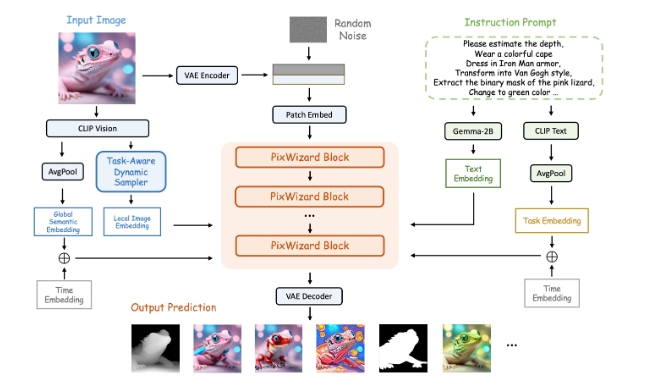 Input Image
Random
Noise
Instruction Prompt
Please estimate the depth,
Wear a colorful cape
Dress in Iron Man armor,
Transform into Van Gogh style,
Extract the binary mask of the pink lizard,
Change to green color ...
VAE Encoder
Patch Embed
CLIP Vision
Gemma-2B
CLIP Text
AvgPool
Task-Aware
Dynamic
Sampler
PixWizard Block
PixWizard Block
...
PixWizard Block
Text
Embedding
AvgPool
Global
Semantic
Embedding
Local Image
Embedding
Task Embedding
Time
Embedding
Time
Embedding
VAE Decoder
Output Prediction
...